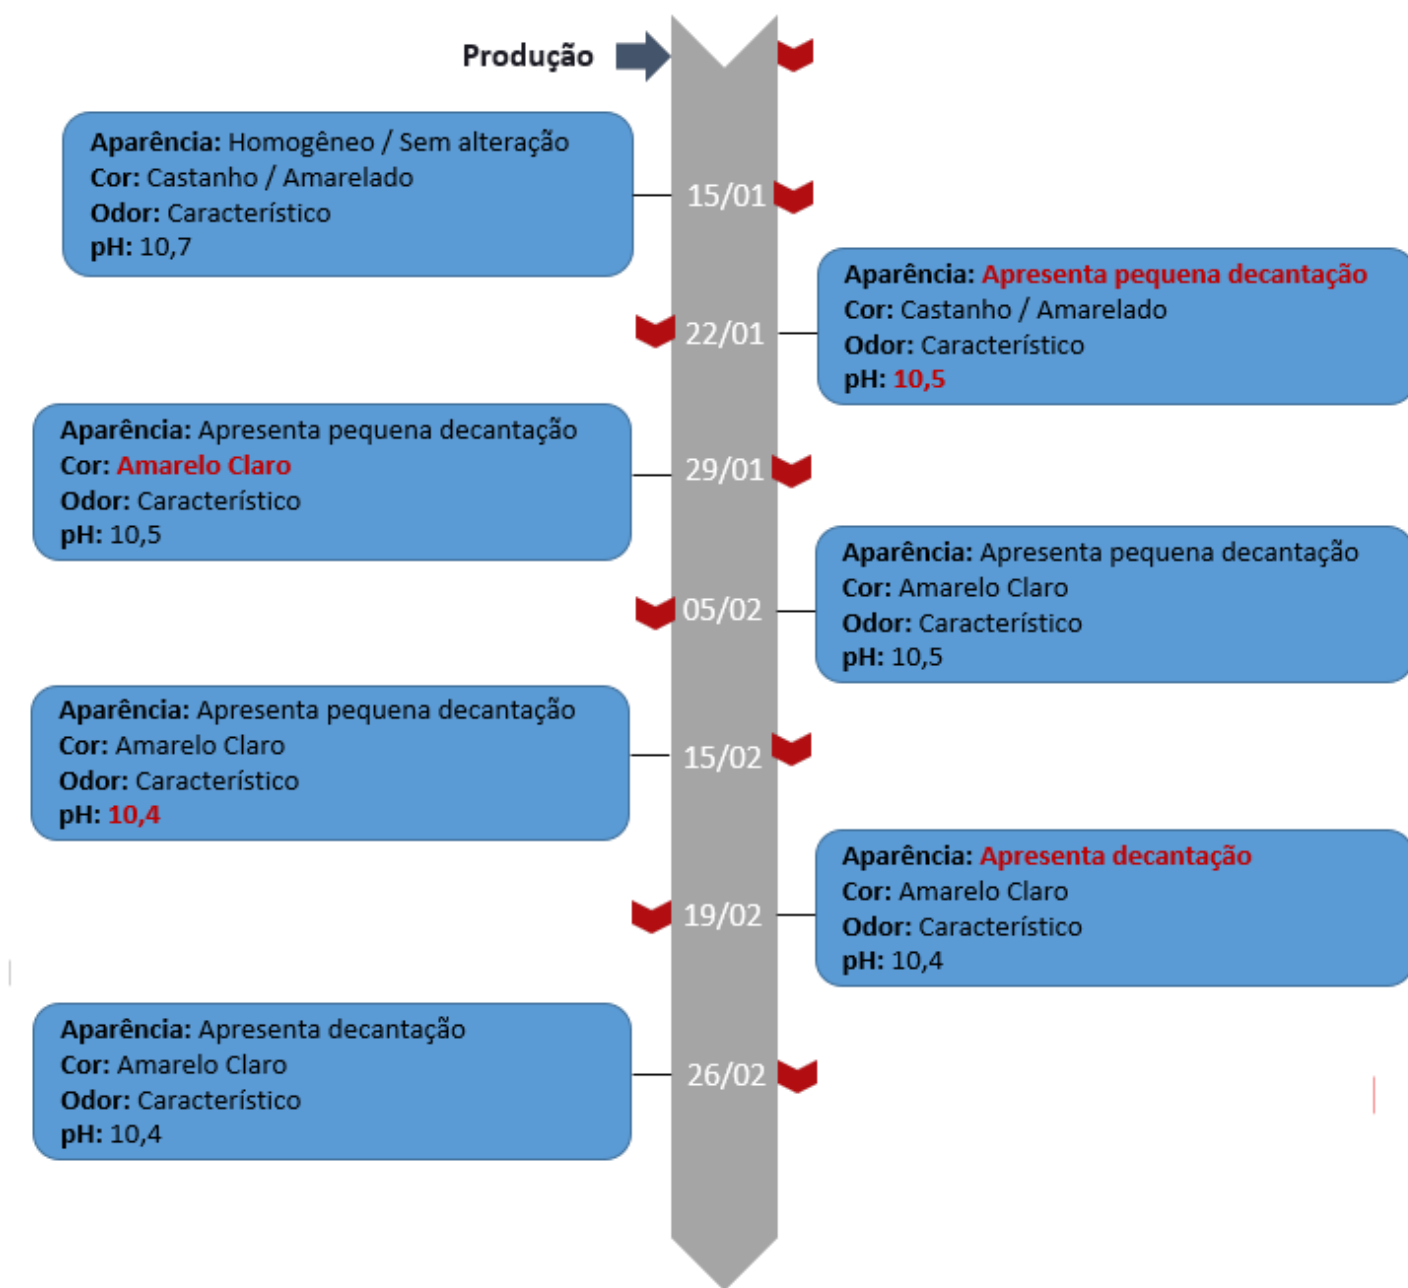 Produção
Aparência: Homogêneo / Sem alteração
Cor: Castanho / Amarelado
Odor: Característico
pH: 10,7
15/01
Aparência: Apresenta pequena decantação
Cor: Castanho / Amarelado
Odor: Característico
pH: 10,5
22/01
Aparência: Apresenta pequena decantação
Cor: Amarelo Claro
Odor: Característico
pH: 10,5
29/01
Aparência: Apresenta pequena decantação
Cor: Amarelo Claro
Odor: Característico
pH: 10,5
05/02
Aparência: Apresenta pequena decantação
Cor: Amarelo Claro
Odor: Característico
pH: 10,4
15/02
Aparência: Apresenta decantação
Cor: Amarelo Claro
Odor: Característico
pH: 10,4
19/02
Aparência: Apresenta decantação
Cor: Amarelo Claro
Odor: Característico
pH: 10,4
26/02